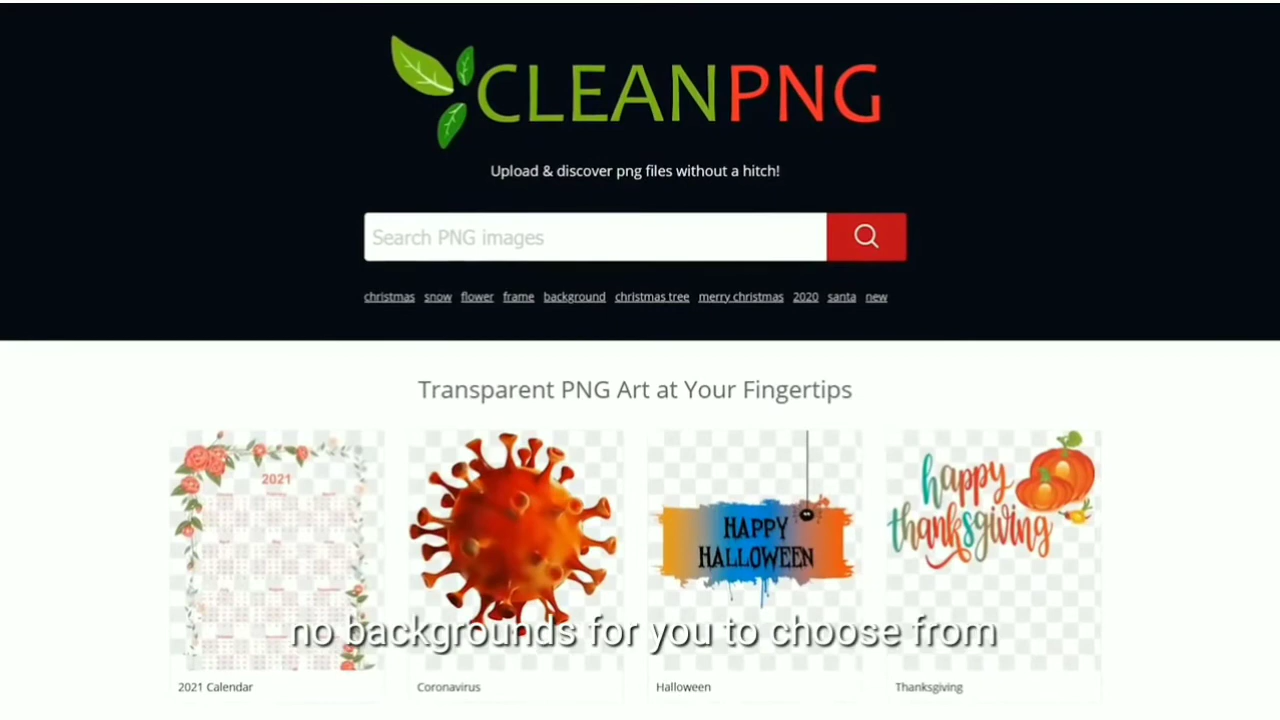 CLEANPNG
Upload & discover png files without a hitch!
Search PNG images
christmas snow flower frame background christmas tree merry christmas 2020 santa new
Transparent PNG Art at Your Fingertips
2021
HAPPY
HALLOWEEN
happy
thanksgiving
no backgrounds for you to choose from
2021 Calendar
Coronavirus
Halloween
Thanksgiving